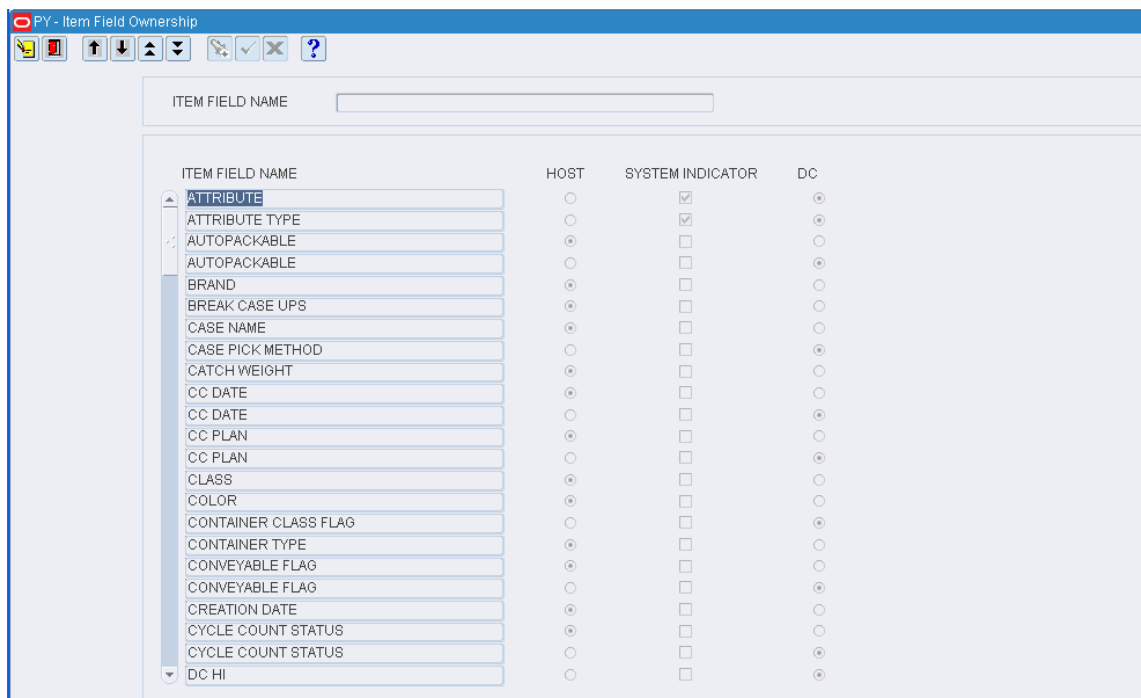 PY - Item Field Ownership
?
ITEM FIELD NAME
ITEM FIELD NAME HOST SYSTEM INDICATOR DC
ATTRIBUTE
ATTRIBUTE TYPE
AUTOPACKABLE
AUTOPACKABLE
BRAND
BREAK CASE UPS
CASE NAME
CASE PICK METHOD
CATCH WEIGHT
CC DATE
CC DATE
CC PLAN
CC PLAN
CLASS
COLOR
CONTAINER CLASS FLAG
CONTAINER TYPE
CONVEYABLE FLAG
CONVEYABLE FLAG
CREATION DATE
CYCLE COUNT STATUS
CYCLE COUNT STATUS
DC HI